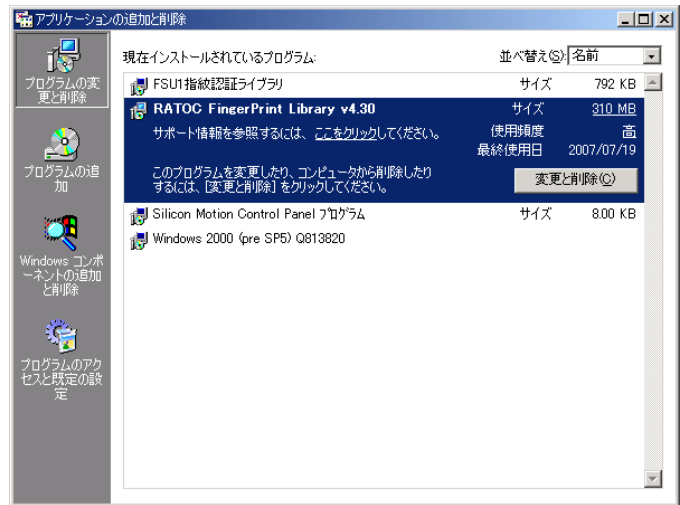 アプリケーションの追加と削除
プログラムの変
更と削除
プログラムの追
加
Windows コンポ
ーネントの追加
と削除
プログラムのアク
セスと既定の設
定
現在インストールされているプログラム:
並べ替え(S): 名前
FSU1指紋認証ライブラリ サイズ 792 KB
RATOC FingerPrint Library v4.30 サイズ 310 MB
サポート情報を参照するには、ここをクリックしてください。 使用頻度 高
最終使用日 2007/07/19
このプログラムを変更したり、コンピュータから削除したり
するには、[変更と削除] をクリックしてください。
変更と削除(C)
Silicon Motion Control Panel プログラム サイズ 8.00 KB
Windows 2000 (pre SP5) Q813820